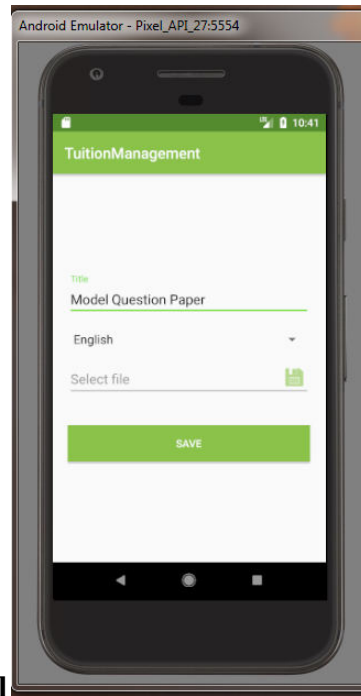 Android Emulator - Pixel_API_27:5554
10:41
TuitionManagement
Title
Model Question Paper
English
Select file
SAVE